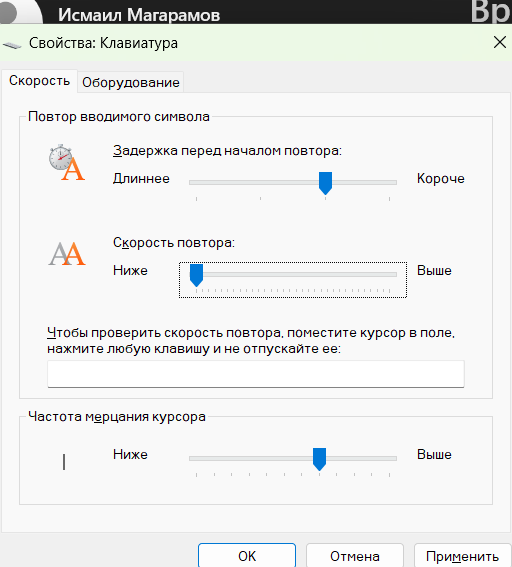 Исмаил Магарамов
Вр
Свойства: Клавиатура
Скорость
Оборудование
Повтор вводимого символа
Задержка перед началом повтора:
Длиннее
Короче
Скорость повтора:
Ниже
Выше
Чтобы проверить скорость повтора, поместите курсор в поле,
нажмите любую клавишу и не отпускайте ее:
Частота мерцания курсора
Ниже
Выше
OK
Отмена
Применить